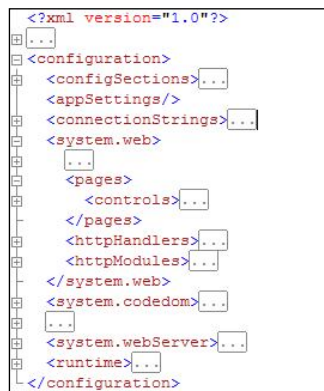 <?xml version="1.0"?>
...
<configuration>
<configSections>...
<appSettings/>
<connectionStrings>...
<system.web>
...
<pages>
<controls>...
</pages>
<httpHandlers>...
<httpModules>...
</system.web>
<system.codedom>...
...
<system.webServer>...
<runtime>...
</configuration>